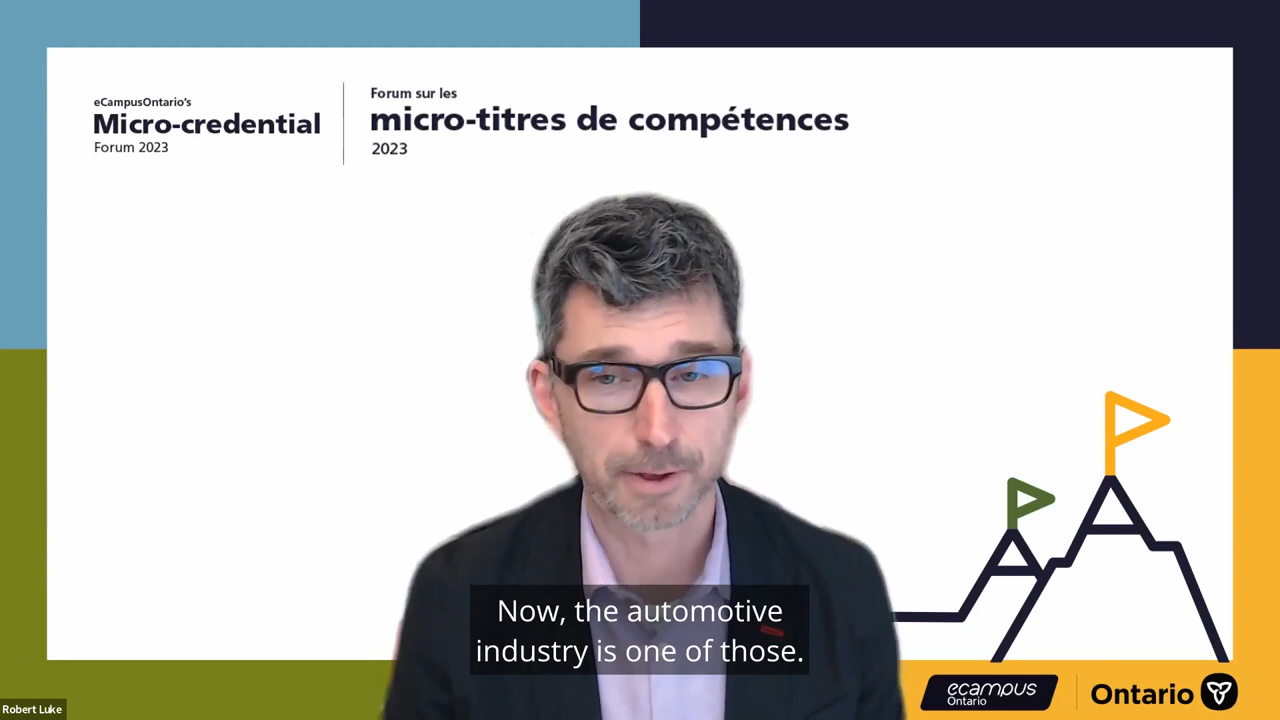 eCampusOntario's
Micro-credential
Forum 2023
Forum sur les
micro-titres de compétences
2023
Now, the automotive
industry is one of those.
Robert Luke
ecampus
Ontario
Ontario